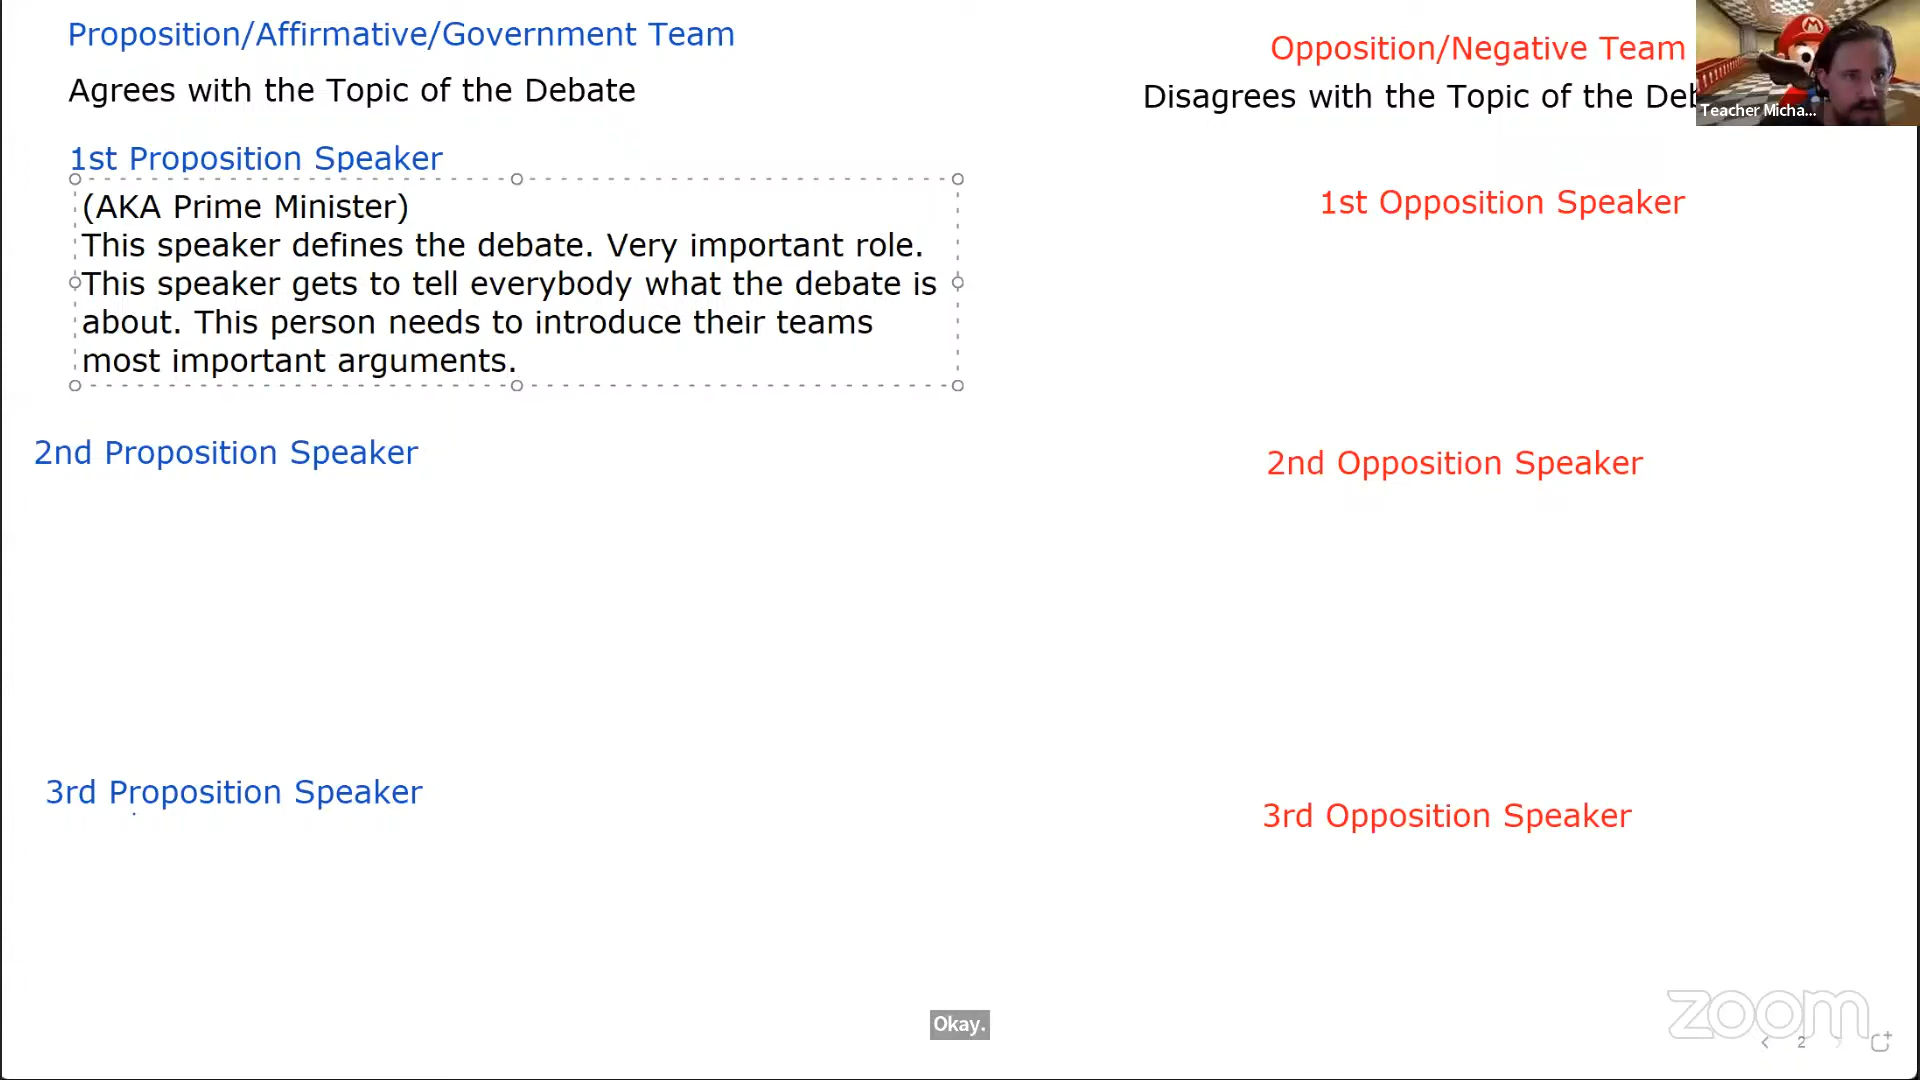 Proposition/Affirmative/Government Team
Agrees with the Topic of the Debate
1st Proposition Speaker
(AKA Prime Minister)
This speaker defines the debate. Very important role.
This speaker gets to tell everybody what the debate is
about. This person needs to introduce their teams
most important arguments.
2nd Proposition Speaker
3rd Proposition Speaker
Opposition/Negative Team
Disagrees with the Topic of the Deb
1st Opposition Speaker
2nd Opposition Speaker
3rd Opposition Speaker
Teacher Micha...
M
Okay.
zoom
2